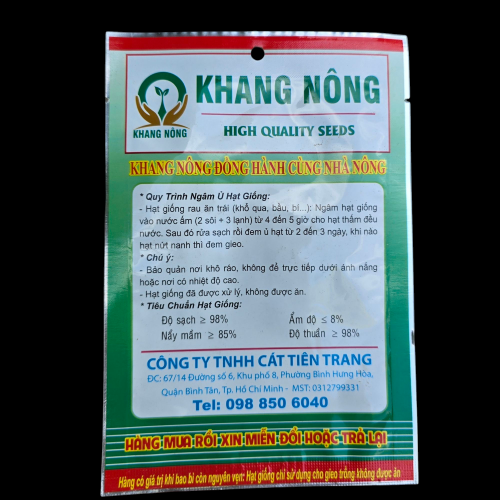 KHANG NÔNG
KHANG NÔNG
HIGH QUALITY SEEDS
KHANG NÔNG ĐỒNG HÀNH CÙNG NHÀ NÔNG
* Quy Trình Ngâm Ủ Hạt Giống:
- Hạt giống rau ăn trái (khổ qua, bầu, bí...): Ngâm hạt giống
vào nước ấm (2 sôi + 3 lạnh) từ 4 đến 5 giờ cho hạt thấm đều
nước. Sau đó rửa sạch rồi đem ủ hạt từ 2 đến 3 ngày, khi nào
hạt nứt nanh thì đem gieo.
* Chú ý:
- Bảo quản nơi khô ráo, không để trực tiếp dưới ánh nắng
hoặc nơi có nhiệt độ cao.
- Hạt giống đã được xử lý, không được ăn.
* Tiêu Chuẩn Hạt Giống:
Độ sạch ≥ 98% Ẩm độ ≤ 8%
Nẩy mầm ≥ 85% Độ thuần ≥ 98%
CÔNG TY TNHH CÁT TIÊN TRANG
ĐC: 67/14 Đường số 6, Khu phố 8, Phường Bình Hưng Hòa,
Quận Bình Tân, Tp. Hồ Chí Minh - MST: 0312799331
Tel: 098 850 6040
HÀNG MUA RỒI XIN MIỄN ĐỔI HOẶC TRẢ LẠI
Hàng có giá trị khi bao bì còn nguyên vẹn: Hạt giống chỉ sử dụng cho gieo trồng không được ăn